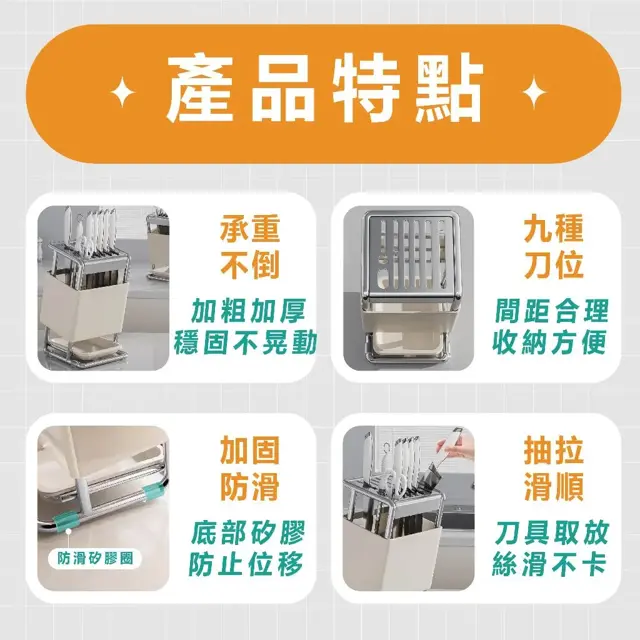 產品特點
承重
不倒
加粗加厚
穩固不晃動
九種
刀位
間距合理
收納方便
加固
防滑
底部矽膠
防止位移
防滑矽膠圈
抽拉
滑順
刀具取放
絲滑不卡